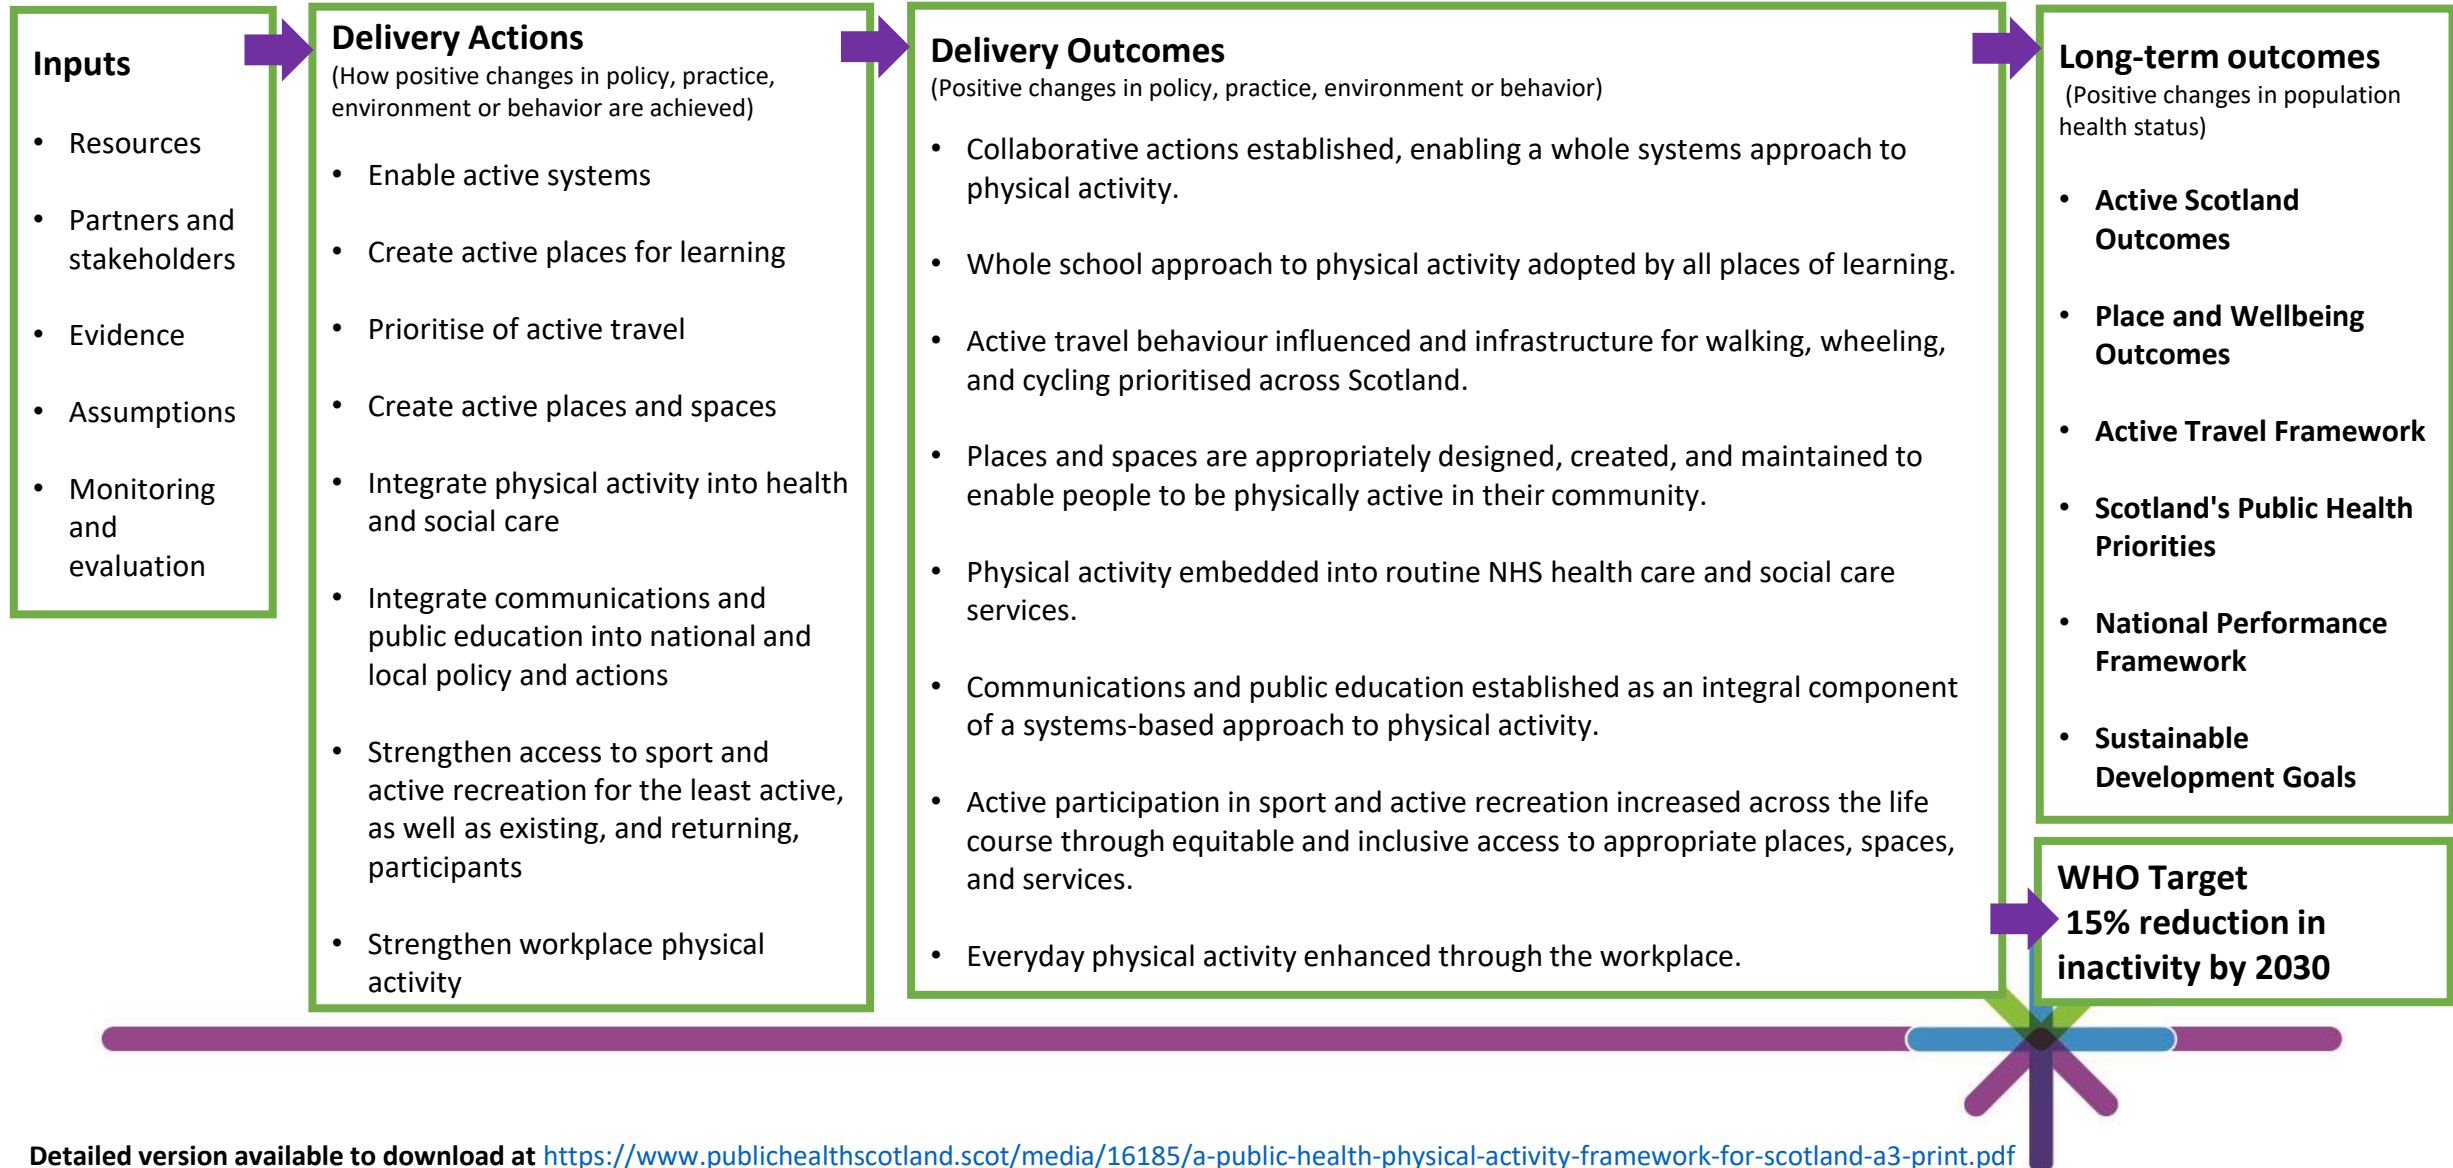 Inputs
• Resources
• Partners and
stakeholders
• Evidence
• Assumptions
• Monitoring
and
evaluation
Delivery Actions
(How positive changes in policy, practice,
environment or behavior are achieved)
• Enable active systems
• Create active places for learning
• Prioritise of active travel
• Create active places and spaces
• Integrate physical activity into health
and social care
• Integrate communications and
public education into national and
local policy and actions
• Strengthen access to sport and
active recreation for the least active,
as well as existing, and returning,
participants
• Strengthen workplace physical
activity
Delivery Outcomes
(Positive changes in policy, practice, environment or behavior)
• Collaborative actions established, enabling a whole systems approach to
physical activity.
• Whole school approach to physical activity adopted by all places of learning.
• Active travel behaviour influenced and infrastructure for walking, wheeling,
and cycling prioritised across Scotland.
• Places and spaces are appropriately designed, created, and maintained to
enable people to be physically active in their community.
• Physical activity embedded into routine NHS health care and social care
services.
• Communications and public education established as an integral component
of a systems-based approach to physical activity.
• Active participation in sport and active recreation increased across the life
course through equitable and inclusive access to appropriate places, spaces,
and services.
• Everyday physical activity enhanced through the workplace.
Long-term outcomes
(Positive changes in population
health status)
• Active Scotland
Outcomes
• Place and Wellbeing
Outcomes
• Active Travel Framework
• Scotland's Public Health
Priorities
• National Performance
Framework
• Sustainable
Development Goals
WHO Target
15% reduction in
inactivity by 2030
Detailed version available to download at https://www.publichealthscotland.scot/media/16185/a-public-health-physical-activity-framework-for-scotland-a3-print.pdf